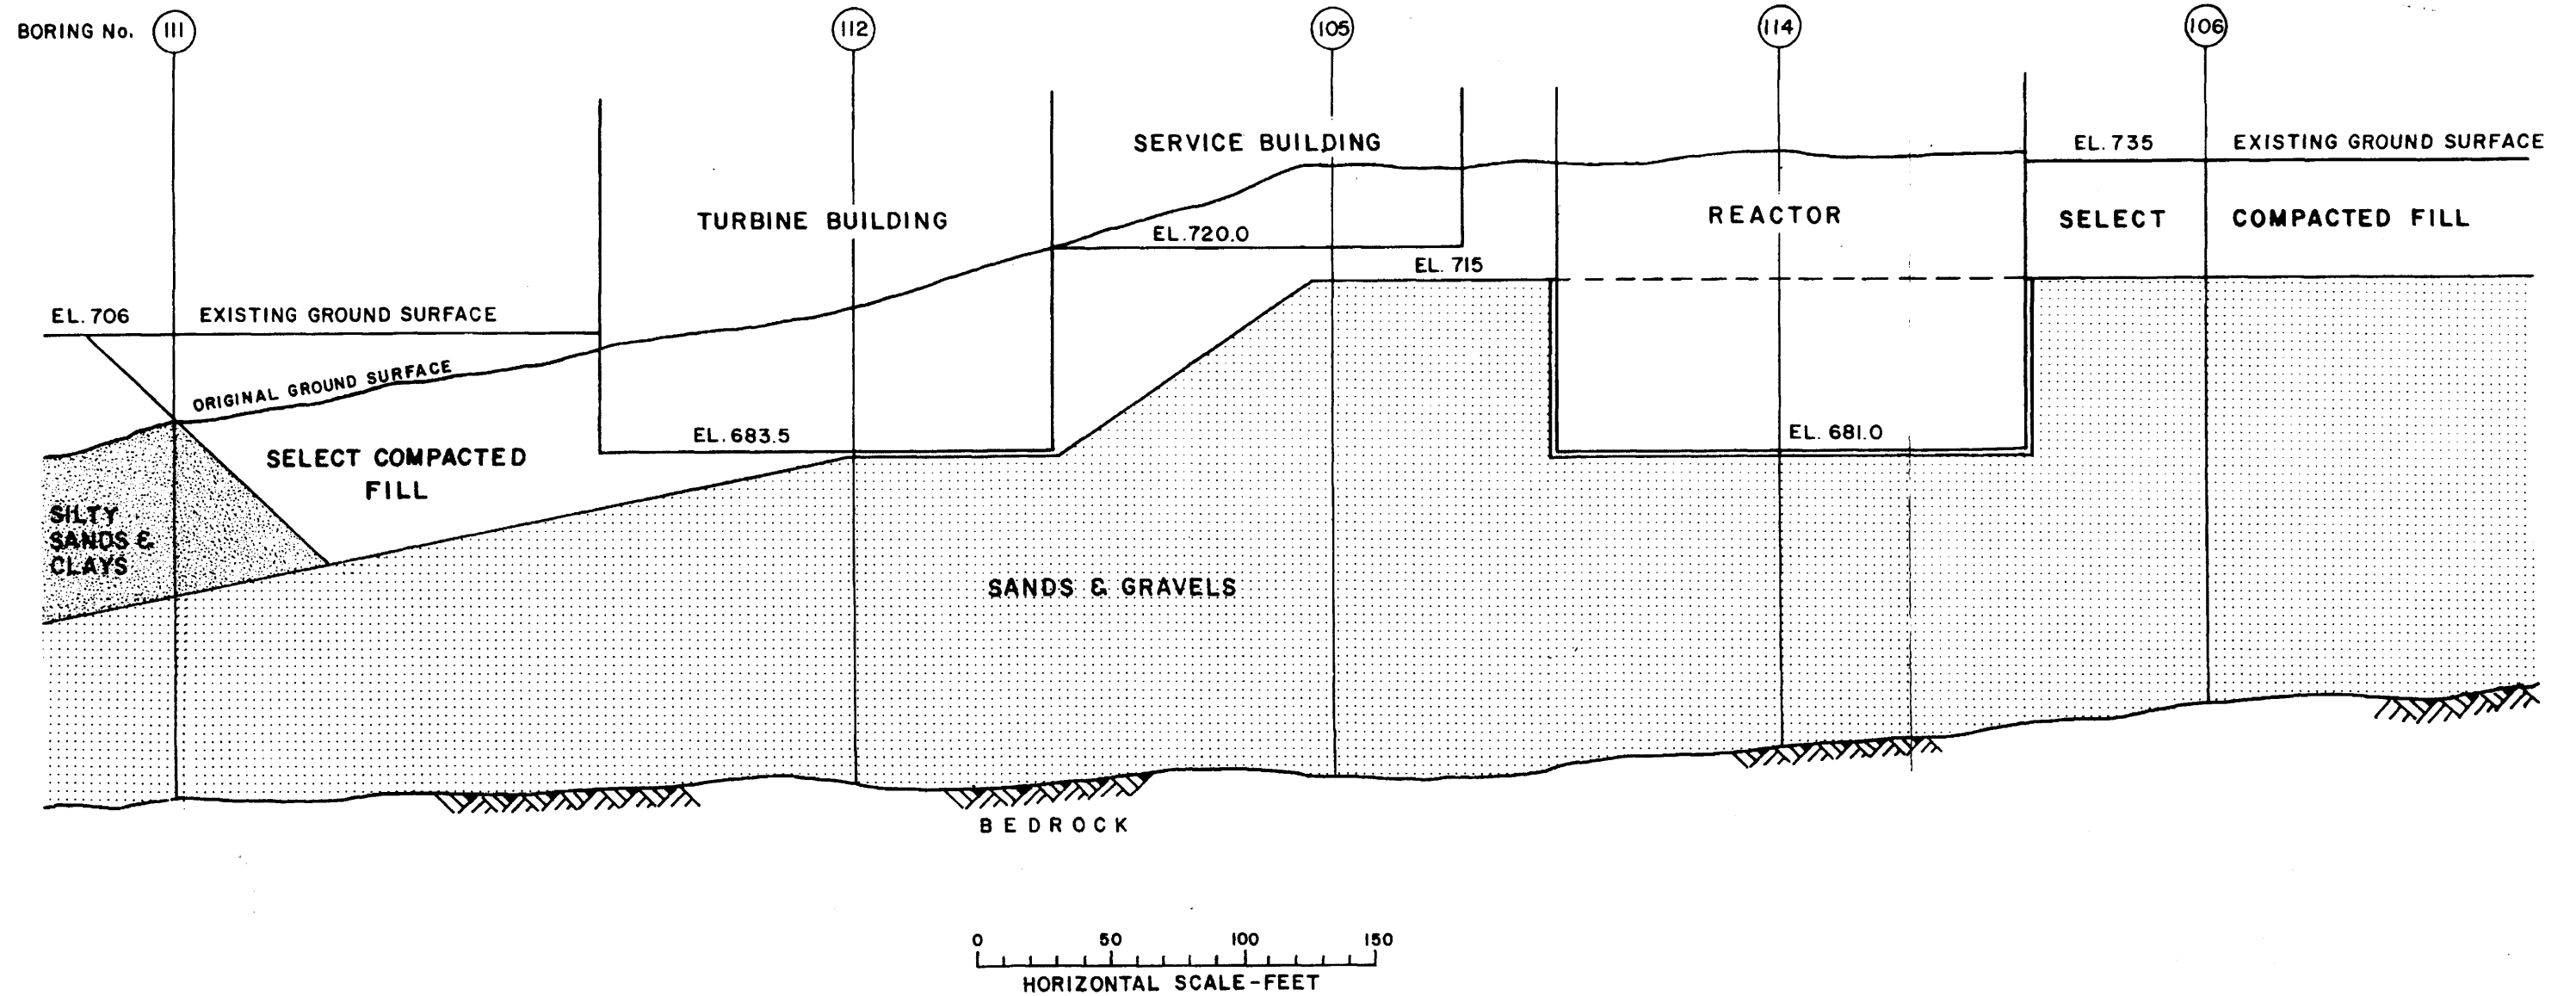 BORING No. 111 112 105 114 106
SERVICE BUILDING
EL. 735 EXISTING GROUND SURFACE
TURBINE BUILDING
REACTOR
SELECT COMPACTED FILL
EL. 720.0
EL. 715
EL. 706 EXISTING GROUND SURFACE
ORIGINAL GROUND SURFACE
EL. 683.5
EL. 681.0
SELECT COMPACTED
FILL
SILTY
SANDS &
CLAYS
SANDS & GRAVELS
BEDROCK
0 50 100 150
HORIZONTAL SCALE-FEET